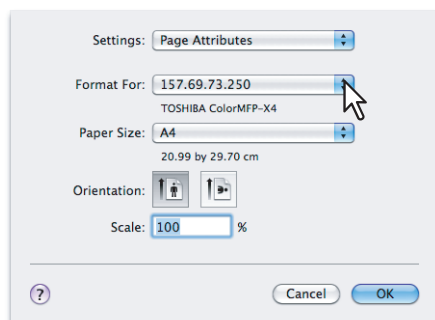 Settings: Page Attributes
Format For: 157.69.73.250
TOSHIBA ColorMFP-X4
Paper Size: A4
20.99 by 29.70 cm
Orientation:
Scale: 100 %
? Cancel OK